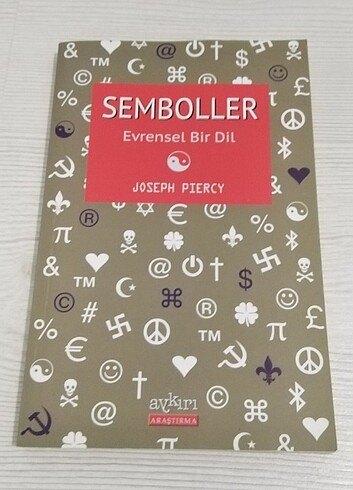 SEMBOLLER
Evrensel Bir Dil
JOSEPH PIERCY
aykırı
ARAŞTIRMA